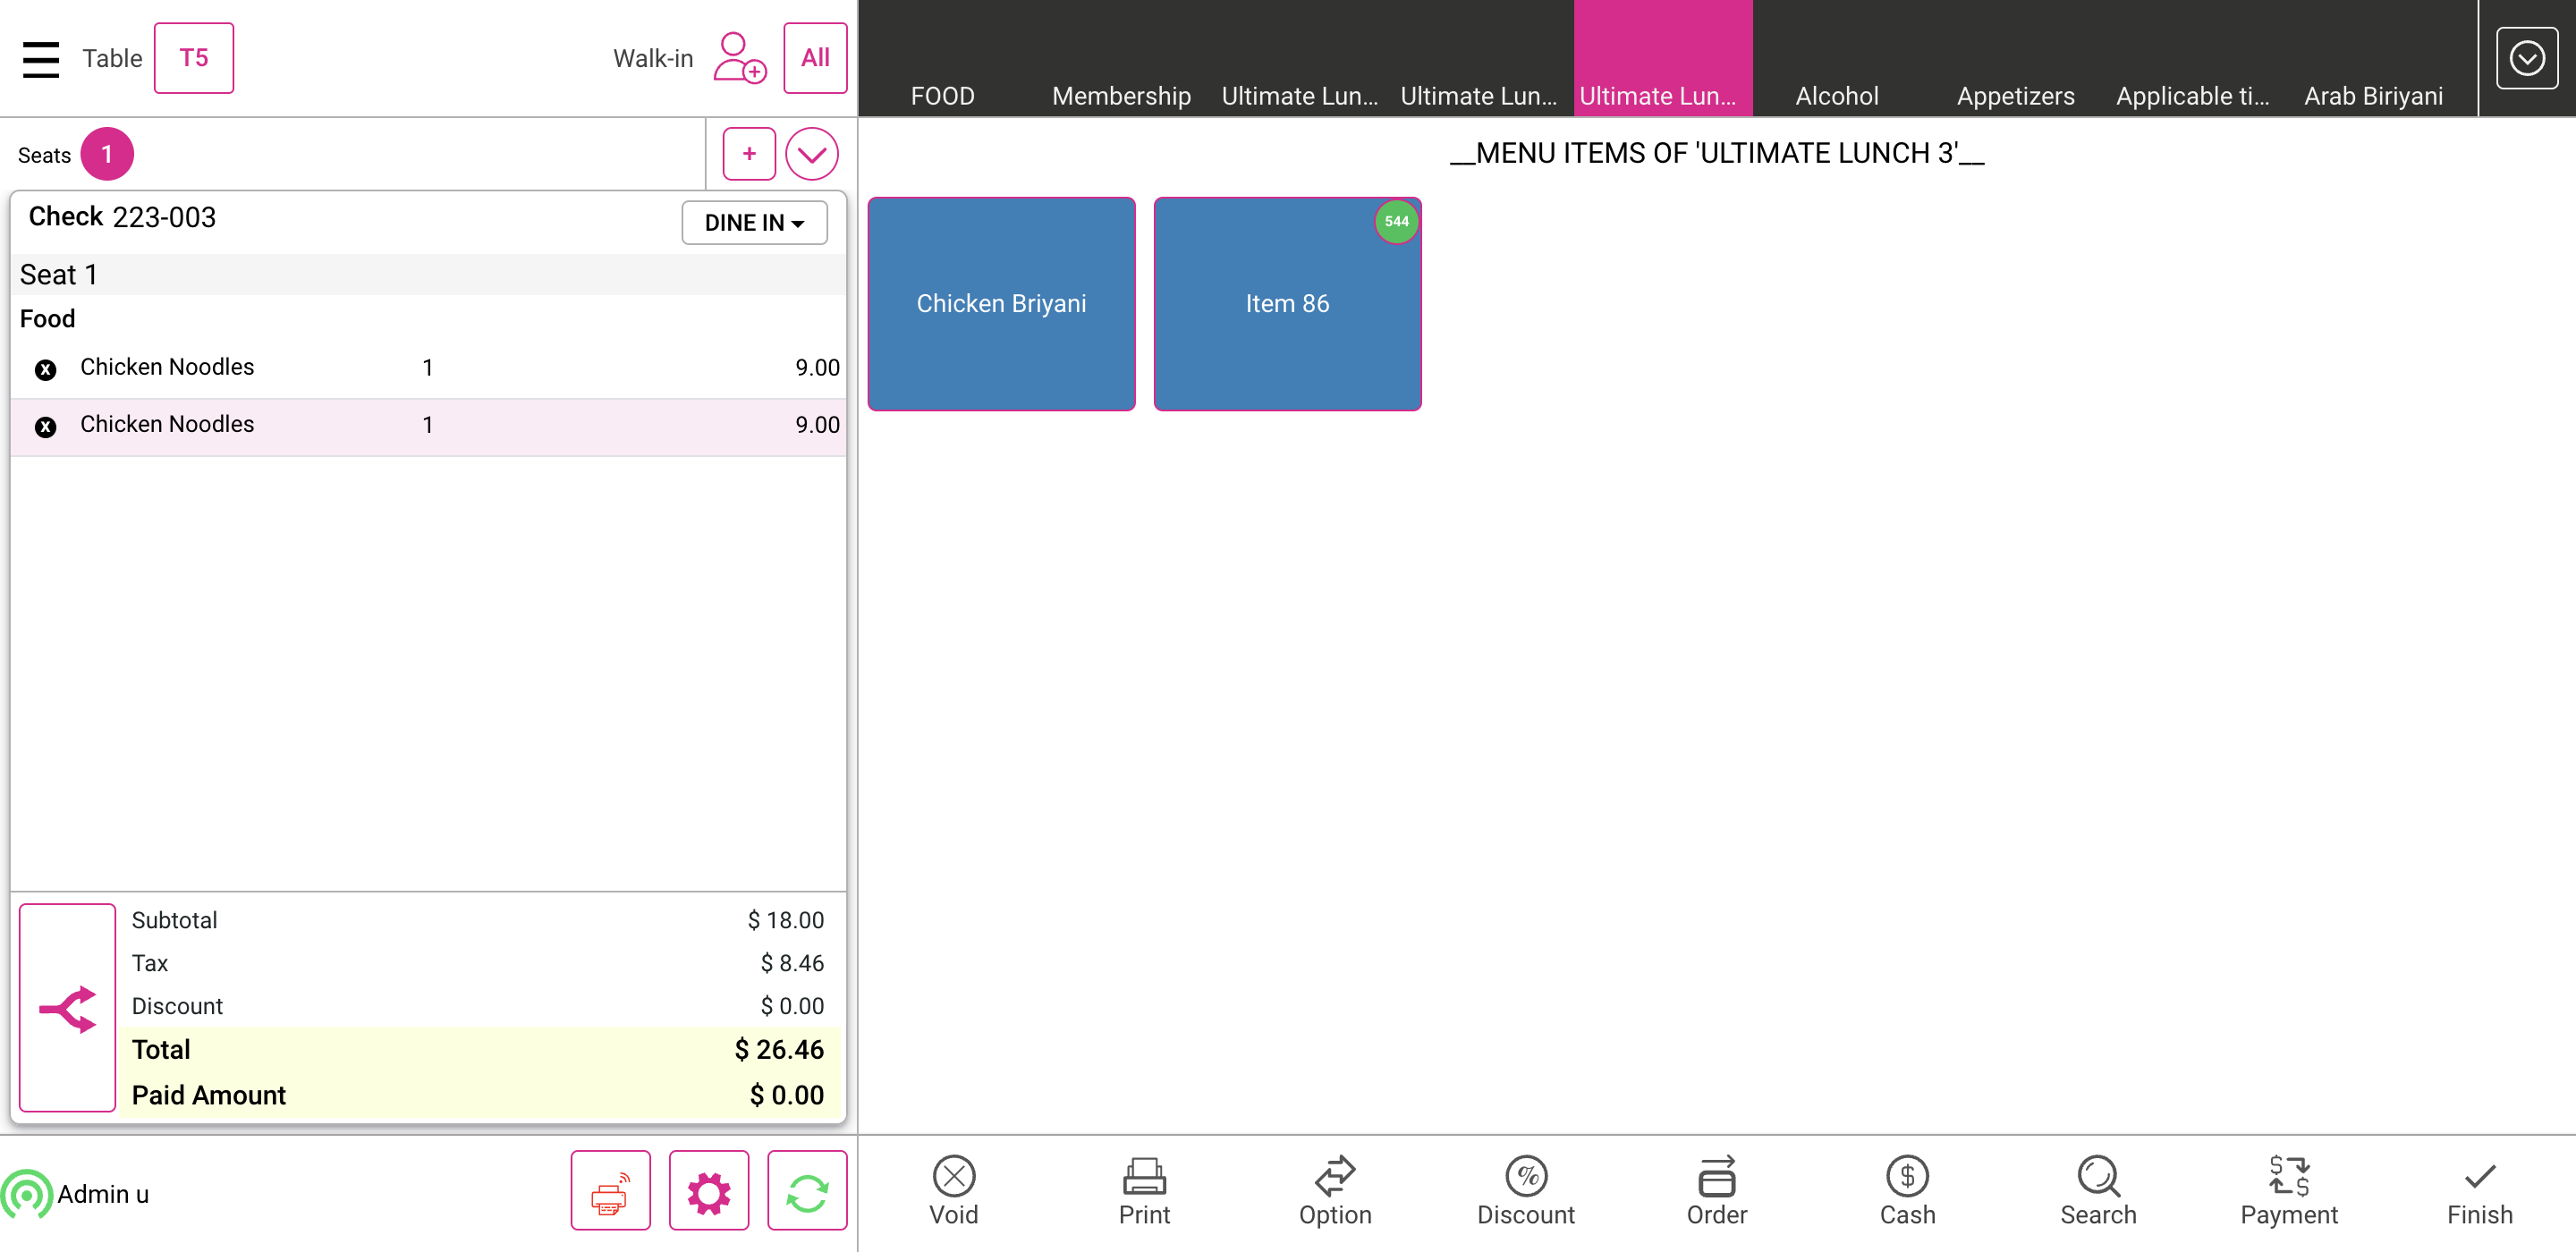 Table T5 Walk-in All
FOOD Membership Ultimate Lun... Ultimate Lun... Ultimate Lun... Alcohol Appetizers Applicable ti... Arab Biriyani
Seats 1 +
__MENU ITEMS OF 'ULTIMATE LUNCH 3'__
Check 223-003 DINE IN
Seat 1
Food
X Chicken Noodles 1 9.00
X Chicken Noodles 1 9.00
544
Chicken Briyani Item 86
Subtotal $ 18.00
Tax $ 8.46
Discount $ 0.00
Total $ 26.46
Paid Amount $ 0.00
Admin u
Void Print Option Discount Order Cash Search Payment Finish